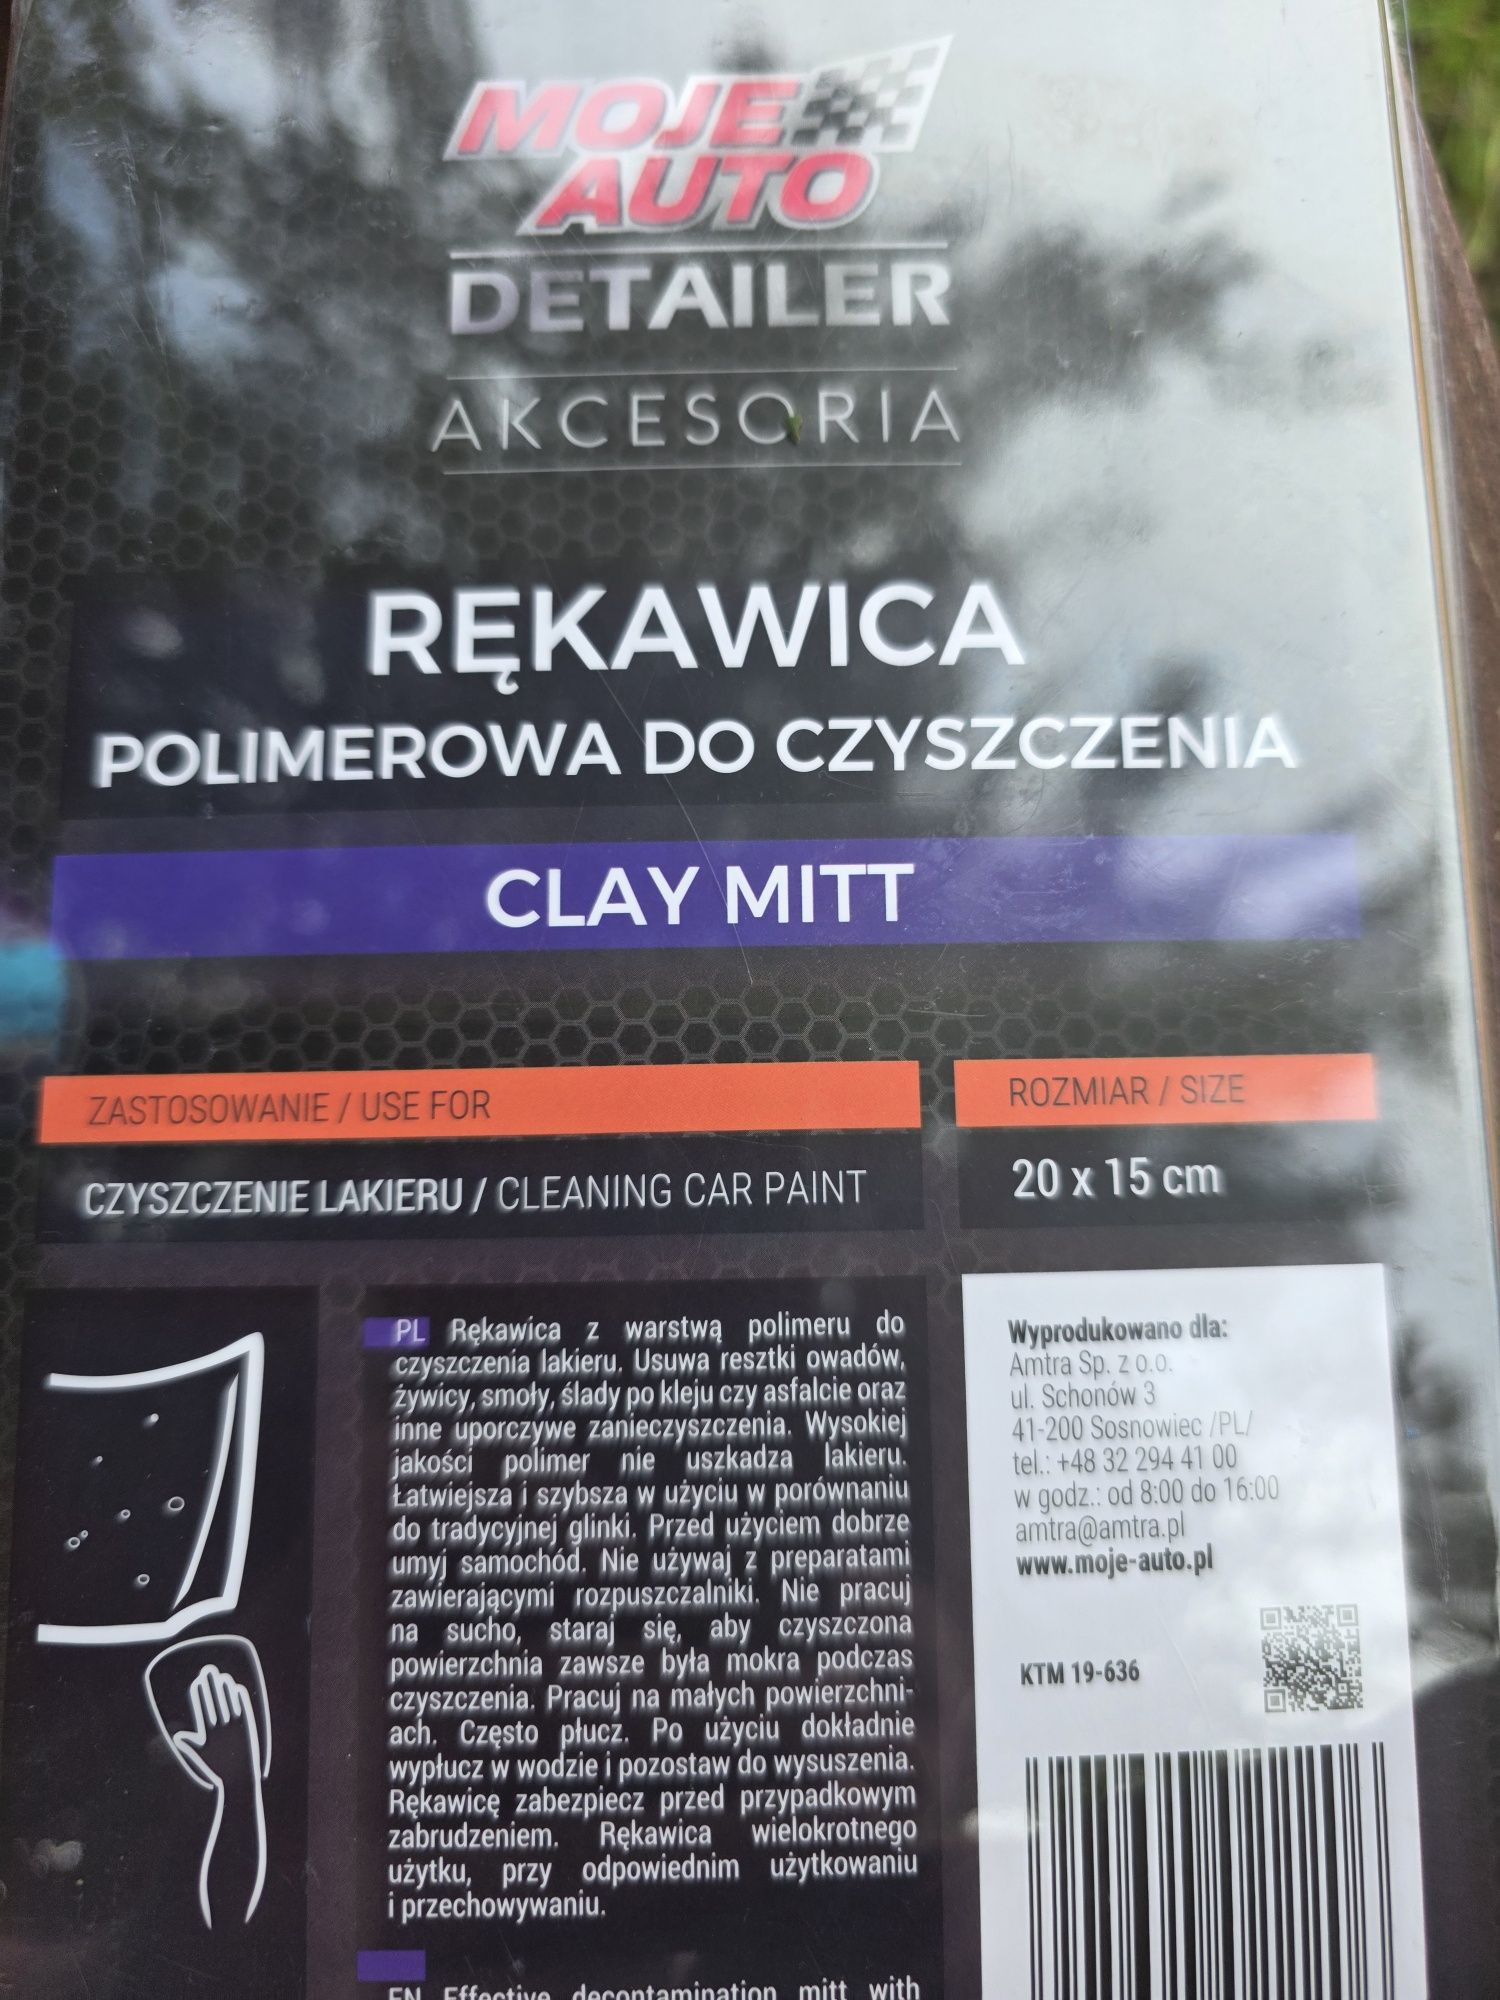 MOJE
AUTO
DETAILER
AKCESORIA
RĘKAWICA
POLIMEROWA DO CZYSZCZENIA
CLAY MITT
ZASTOSOWANIE / USE FOR
CZYSZCZENIE LAKIERU / CLEANING CAR PAINT
ROZMIAR / SIZE
20 x 15 cm
PL Rękawica z warstwą polimeru do
czyszczenia lakieru. Usuwa resztki owadów,
żywicy, smoły, ślady po kleju czy asfalcie oraz
inne uporczywe zanieczyszczenia. Wysokiej
jakości polimer nie uszkadza lakieru.
Łatwiejsza i szybsza w użyciu w porównaniu
do tradycyjnej glinki. Przed użyciem dobrze
umyj samochód. Nie używaj z preparatami
zawierającymi rozpuszczalniki. Nie pracuj
na sucho, staraj się, aby czyszczona
powierzchnia zawsze była mokra podczas
czyszczenia. Pracuj na małych powierzchni-
ach. Często płucz. Po użyciu dokładnie
wypłucz w wodzie i pozostaw do wysuszenia.
Rękawicę zabezpiecz przed przypadkowym
zabrudzeniem. Rękawica wielokrotnego
użytku, przy odpowiednim użytkowaniu
i przechowywaniu.
EN Effective decontamination mitt with
Wyprodukowano dla:
Amtra Sp. z o.o.
ul. Schonów 3
41-200 Sosnowiec /PL/
tel.: +48 32 294 41 00
w godz.: od 8:00 do 16:00
amtra@amtra.pl
www.moje-auto.pl
KTM 19-636